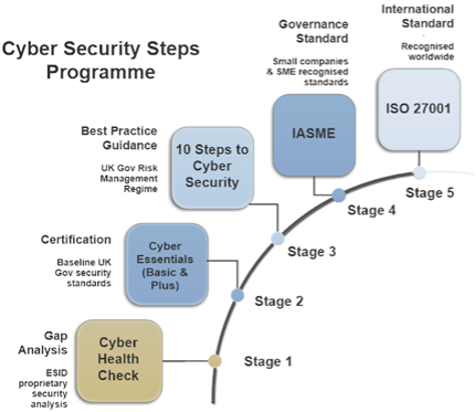 Cyber Security Steps
Programme
International
Standard
Recognised
worldwide
ISO 27001
Stage 5
Governance
Standard
Small companies
& SME recognised
standards
IASME
Stage 4
Best Practice
Guidance
UK Gov Risk
Management
Regime
10 Steps to
Cyber
Security
Stage 3
Certification
Baseline UK
Gov security
standards
Cyber
Essentials
(Basic &
Plus)
Stage 2
Gap
Analysis
ESID
proprietary
security
analysis
Cyber
Health
Check
Stage 1